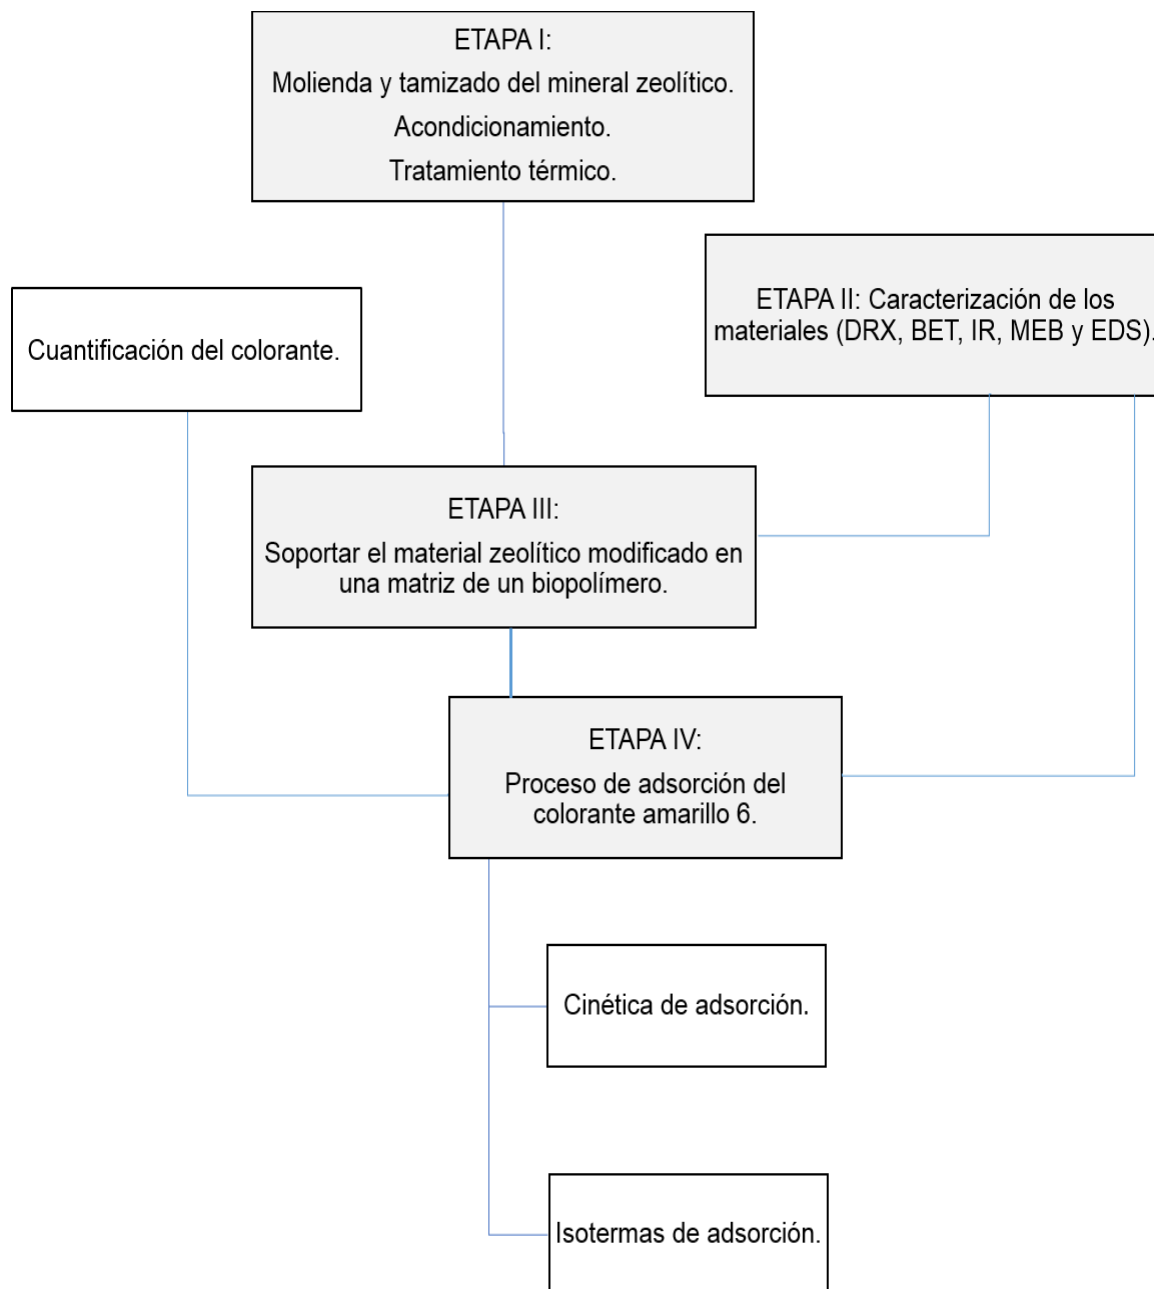 ETAPA I:
Molienda y tamizado del mineral zeolítico.
Acondicionamiento.
Tratamiento térmico.
ETAPA II: Caracterización de los
materiales (DRX, BET, IR, MEB y EDS).
Cuantificación del colorante.
ETAPA III:
Soportar el material zeolítico modificado en
una matriz de un biopolímero.
ETAPA IV:
Proceso de adsorción del
colorante amarillo 6.
Cinética de adsorción.
Isotermas de adsorción.